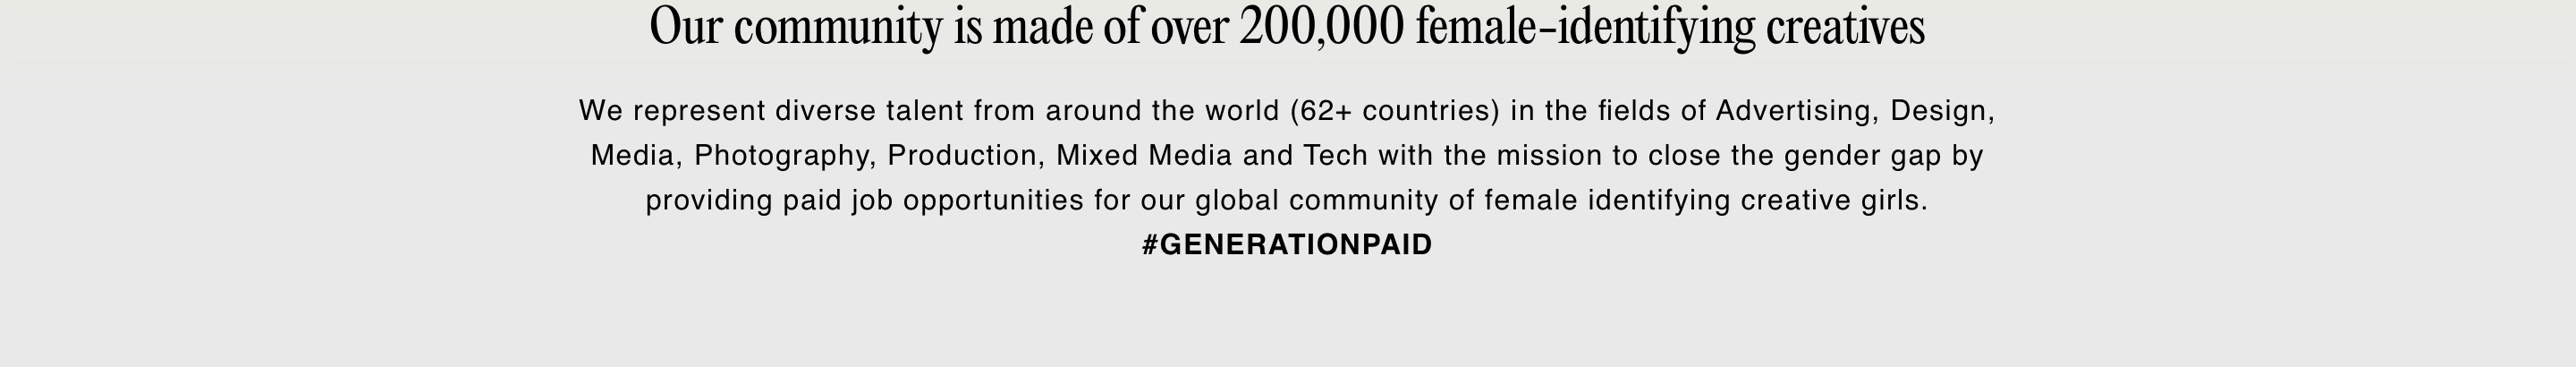 Our community is made of over 200,000 female-identifying creatives
We represent diverse talent from around the world (62+ countries) in the fields of Advertising, Design,
Media, Photography, Production, Mixed Media and Tech with the mission to close the gender gap by
providing paid job opportunities for our global community of female identifying creative girls.
#GENERATIONPAID